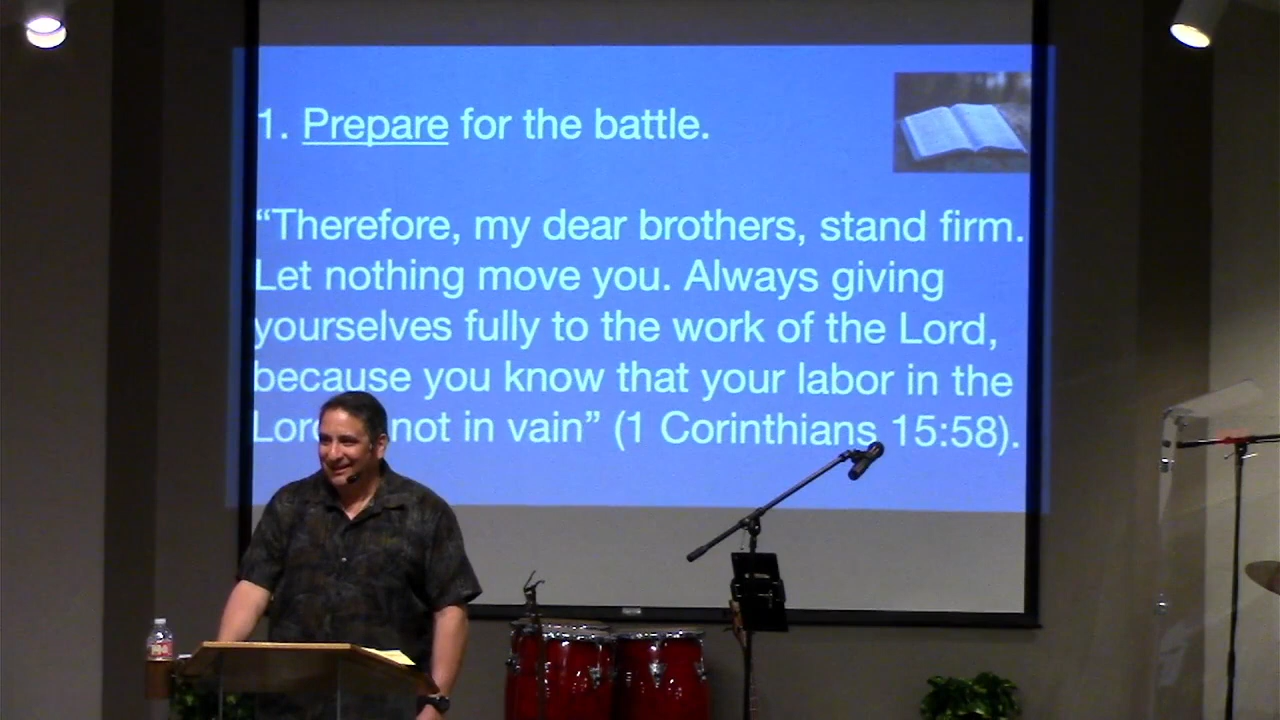 1. Prepare for the battle.
“Therefore, my dear brothers, stand firm.
Let nothing move you. Always giving
yourselves fully to the work of the Lord,
because you know that your labor in the
Lord not in vain” (1 Corinthians 15:58).